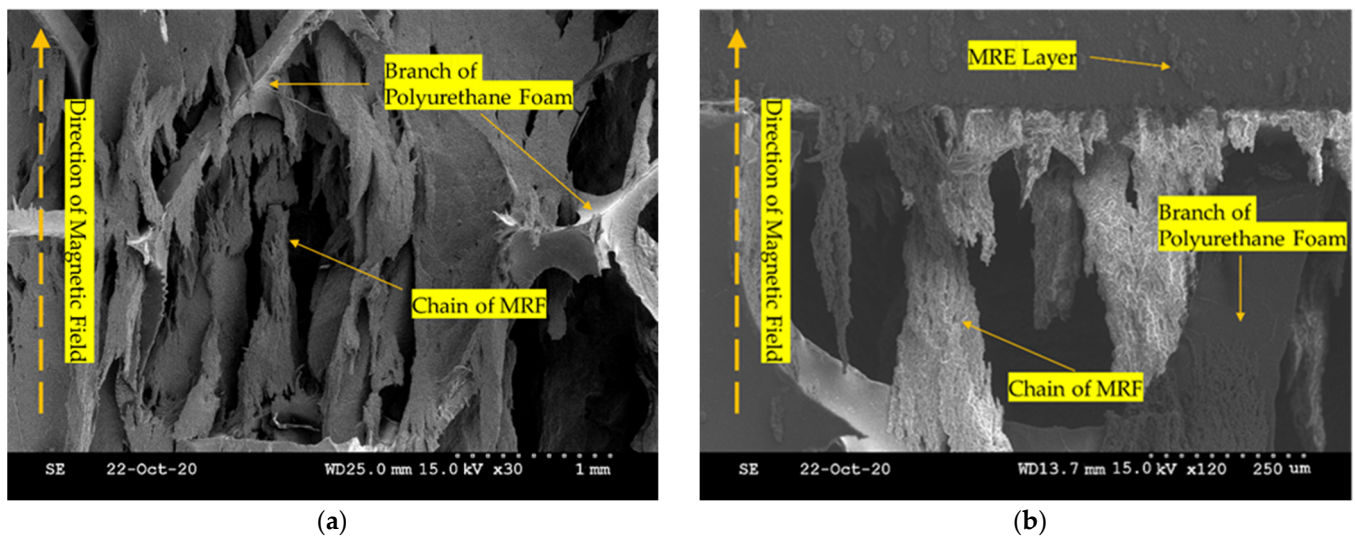 Branch of
Polyurethane Foam
Direction of Magnetic Field
Chain of MRF
SE 22-Oct-20 WD25.0 mm 15.0 kV x30 1 mm
(a)
MRE Layer
Direction of Magnetic Field
Branch of
Polyurethane Foam
Chain of MRF
SE 22-Oct-20 WD13.7 mm 15.0 kV x120 250 um
(b)